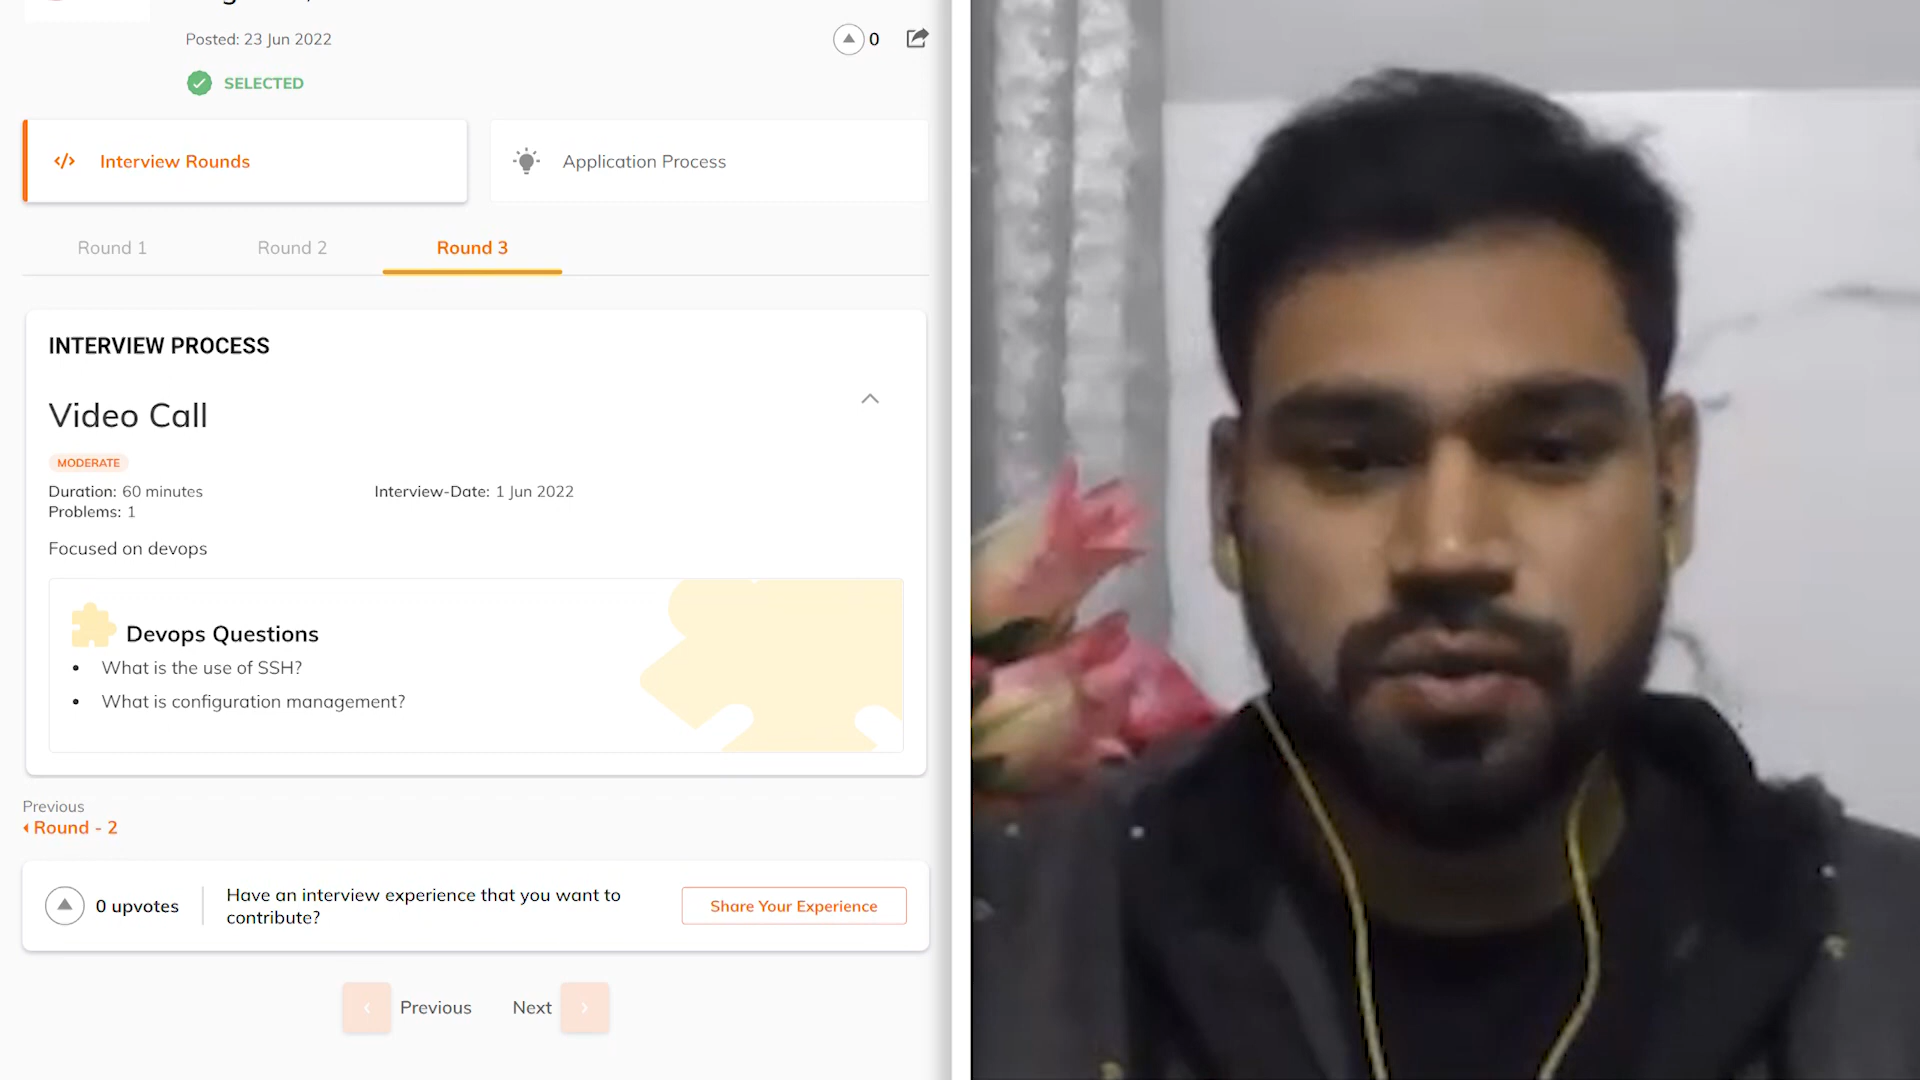 Posted: 23 Jun 2022
0
SELECTED
Interview Rounds
Application Process
Round 1
Round 2
Round 3
INTERVIEW PROCESS
Video Call
MODERATE
Duration: 60 minutes
Interview-Date: 1 Jun 2022
Problems: 1
Focused on devops
Devops Questions
• What is the use of SSH?
• What is configuration management?
Previous
Round - 2
0 upvotes
Have an interview experience that you want to
contribute?
Share Your Experience
Previous
Next